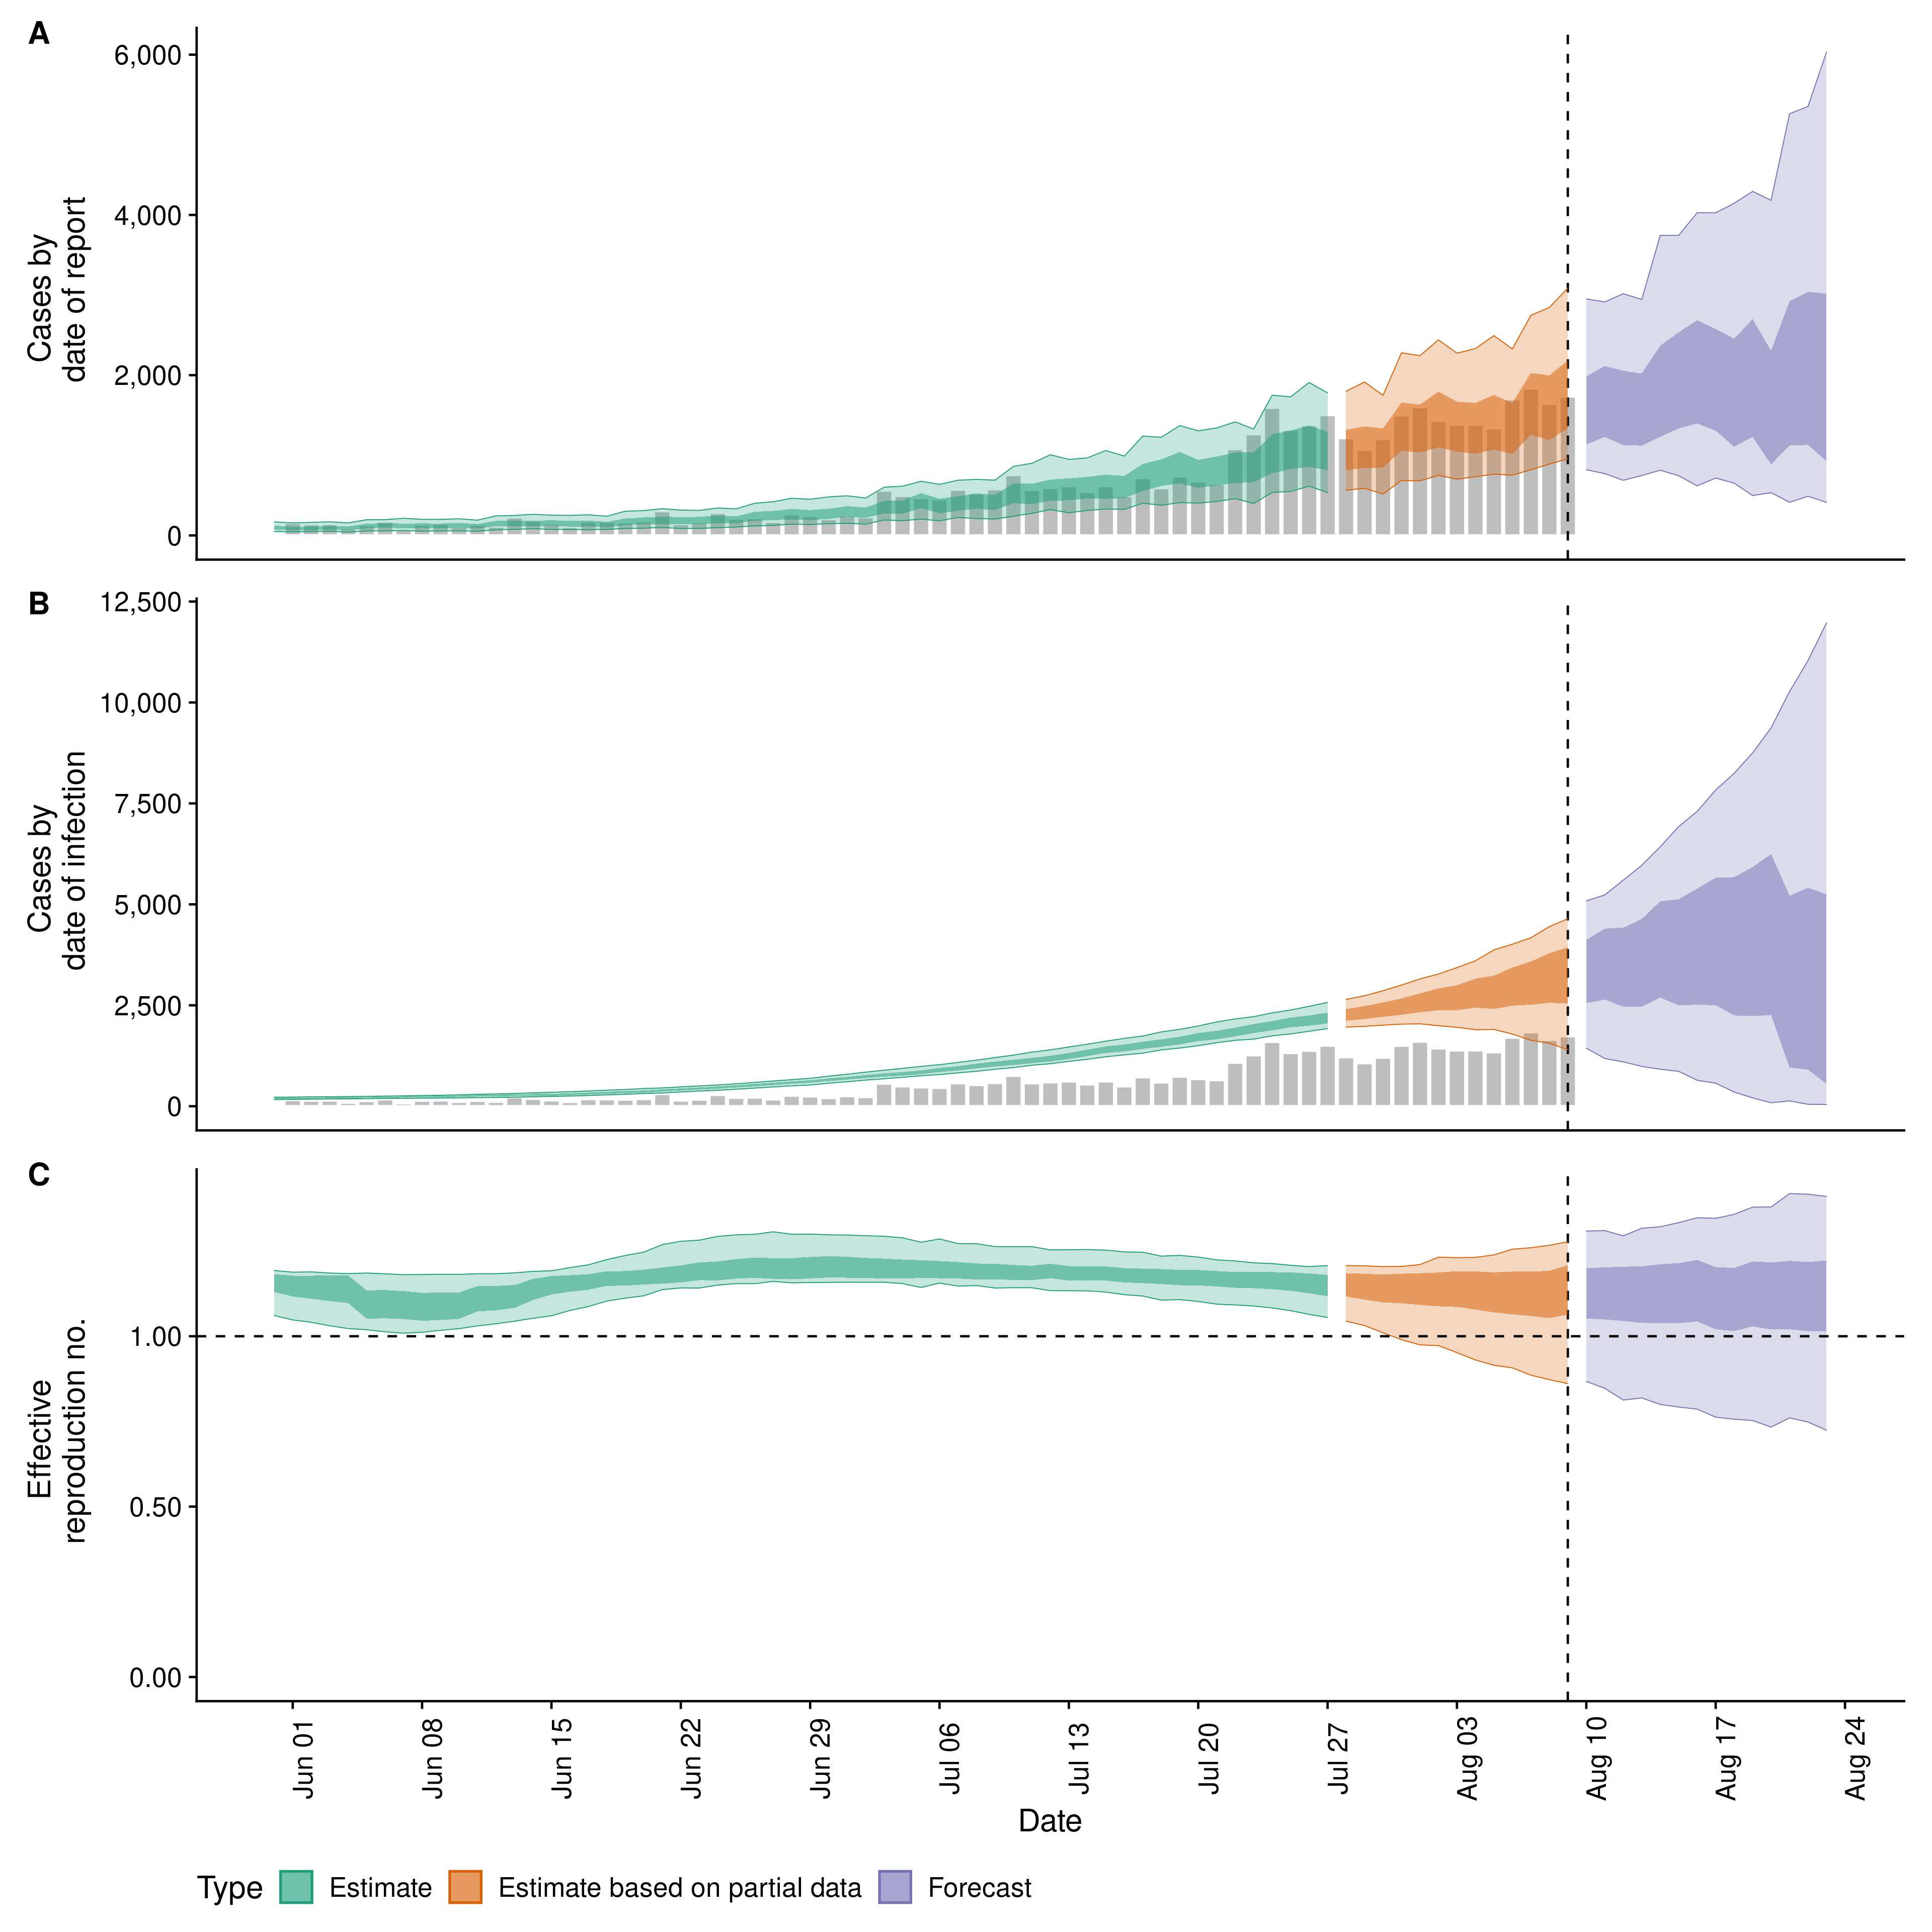 A
6,000
4,000
2,000
0
Cases by
date of report
B
12,500
10,000
7,500
5,000
2,500
0
Cases by
date of infection
C
1.00
0.50
0.00
Effective
reproduction no.
Jun 01
Jun 08
Jun 15
Jun 22
Jun 29
Jul 06
Jul 13
Jul 20
Jul 27
Aug 03
Aug 10
Aug 17
Aug 24
Date
Type Estimate Estimate based on partial data Forecast